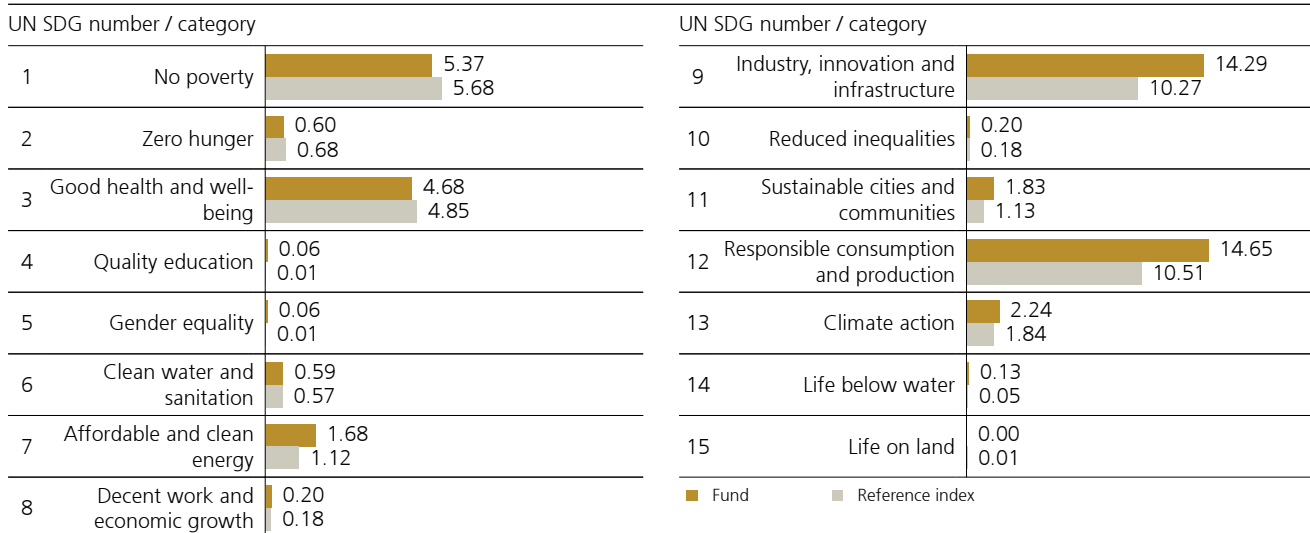 UN SDG number / category
1
No poverty
5.37
5.68
2
Zero hunger
0.60
0.68
3
Good health and well-
being
4.68
4.85
4
Quality education
0.06
0.01
5
Gender equality
0.06
0.01
6
Clean water and
sanitation
0.59
0.57
7
Affordable and clean
energy
1.68
1.12
8
Decent work and
economic growth
0.20
0.18
UN SDG number / category
9
Industry, innovation and
infrastructure
14.29
10.27
10
Reduced inequalities
0.20
0.18
11
Sustainable cities and
communities
1.83
1.13
12
Responsible consumption
and production
14.65
10.51
13
Climate action
2.24
1.84
14
Life below water
0.13
0.05
15
Life on land
0.00
0.01
Fund
Reference index